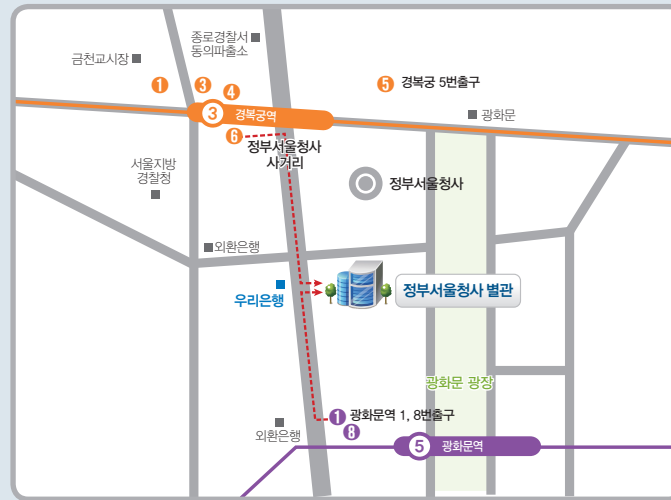 종로경찰서
동의파출소
금천교시장
1
3
4
5 경복궁 5번출구
3 경복궁역
광화문
6
정부서울청사
사거리
서울지방
경찰청
정부서울청사
외환은행
우리은행
정부서울청사 별관
광화문 광장
1 광화문역 1, 8번출구
8
외환은행
5 광화문역